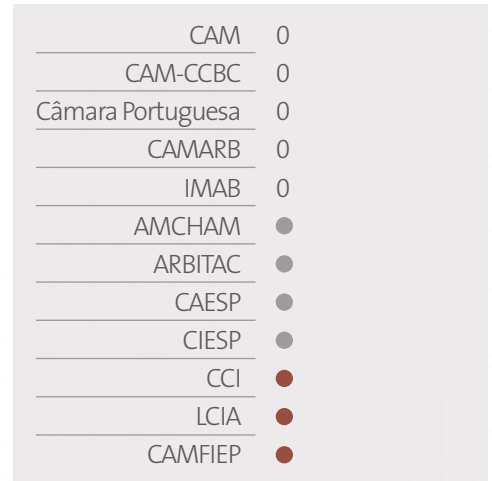 CAM 0
CAM-CCBC 0
Câmara Portuguesa 0
CAMARB 0
IMAB 0
AMCHAM
ARBITAC
CAESP
CIESP
CCI
LCIA
CAMFIEP